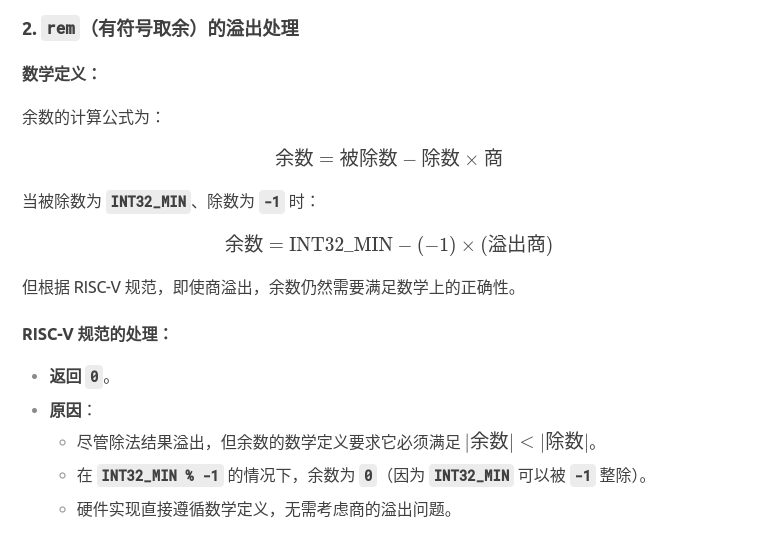 2. rem（有符号取余）的溢出处理
数学定义：
余数的计算公式为：
余数 = 被除数 − 除数 × 商
当被除数为 INT32_MIN、除数为 -1 时：
余数 = INT32_MIN − (−1) × (溢出商)
但根据 RISC-V 规范，即使商溢出，余数仍然需要满足数学上的正确性。
RISC-V 规范的处理：
• 返回 0。
• 原因：
◦ 尽管除法结果溢出，但余数的数学定义要求它必须满足 |余数| < |除数|。
◦ 在 INT32_MIN % -1 的情况下，余数为 0（因为 INT32_MIN 可以被 -1 整除）。
◦ 硬件实现直接遵循数学定义，无需考虑商的溢出问题。